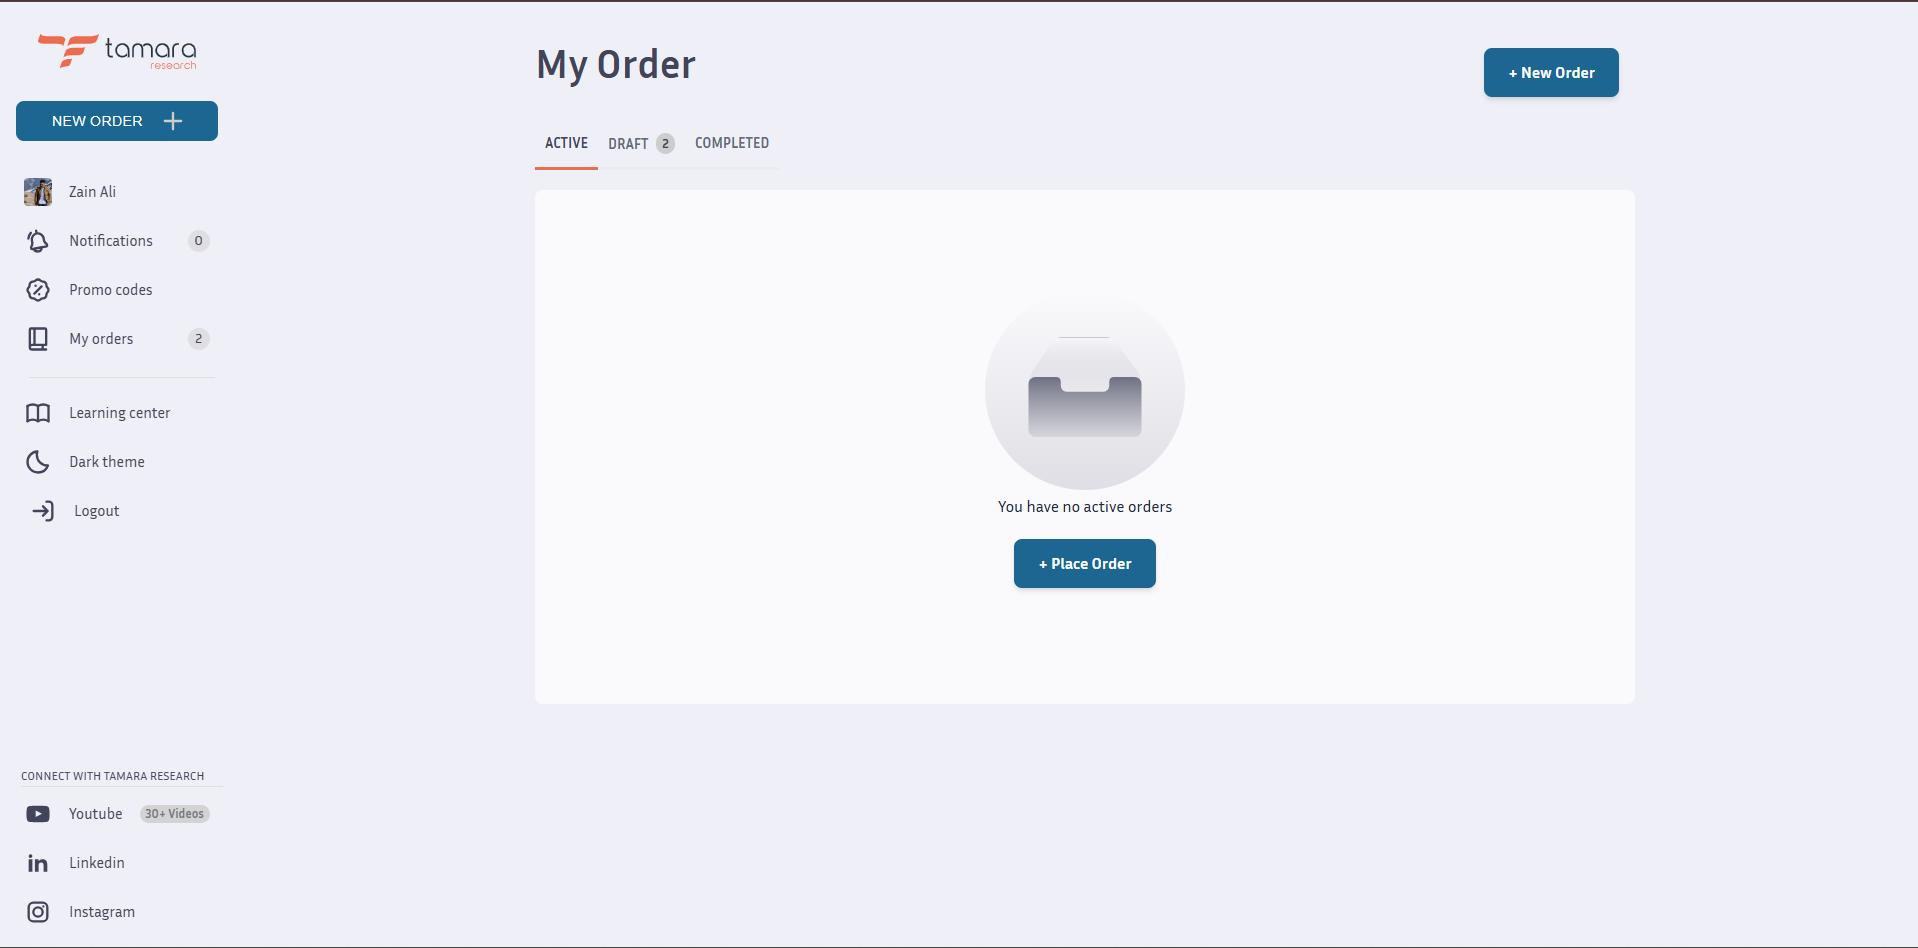 tamara
research
NEW ORDER
Zain Ali
Notifications 0
Promo codes
My orders 2
Learning center
Dark theme
Logout
CONNECT WITH TAMARA RESEARCH
Youtube 30+ Videos
Linkedin
Instagram
My Order
+ New Order
ACTIVE DRAFT 2 COMPLETED
You have no active orders
+ Place Order